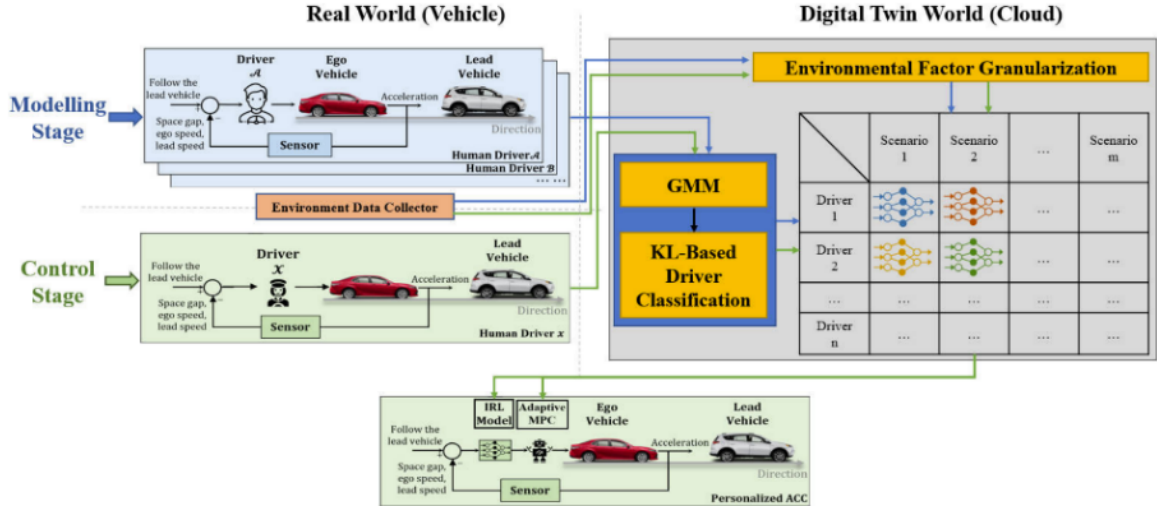 Real World (Vehicle)
Digital Twin World (Cloud)
Modelling
Stage
Driver
𝒜
Ego
Vehicle
Lead
Vehicle
Follow the
lead vehicle
+
−
Acceleration
Space gap,
ego speed,
lead speed
Sensor
Direction
Human Driver 𝒜
Human Driver ℬ
... ...
Environment Data Collector
Control
Stage
Driver
x
Lead
Vehicle
Follow the
lead vehicle
+
−
Acceleration
Space gap,
ego speed,
lead speed
Sensor
Direction
Human Driver x
Environmental Factor Granularization
GMM
KL-Based
Driver
Classification
Scenario
1
Scenario
2
...
Scenario
m
Driver
1
...
...
Driver
2
...
...
...
...
...
...
...
Driver
n
...
...
...
...
IRL
Model
Adaptive
MPC
Ego
Vehicle
Lead
Vehicle
Follow the
lead vehicle
+
−
Acceleration
Space gap,
ego speed,
lead speed
Sensor
Direction
Personalized ACC